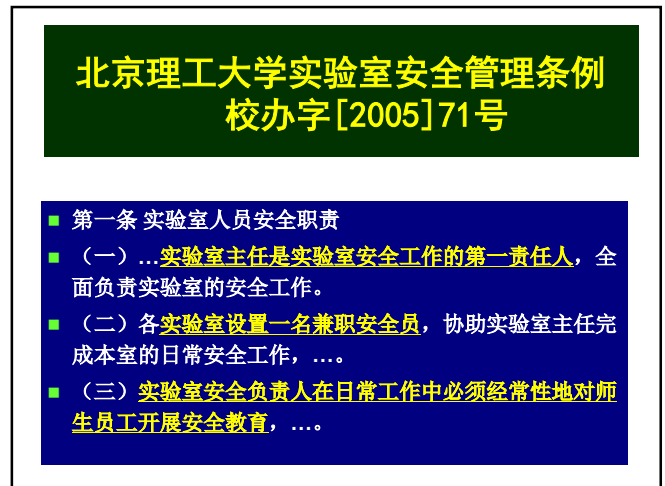 北京理工大学实验室安全管理条例
校办字[2005]71号
第一条 实验室人员安全职责
（一）…实验室主任是实验室安全工作的第一责任人，全
面负责实验室的安全工作。
（二）各实验室设置一名兼职安全员，协助实验室主任完
成本室的日常安全工作，…。
（三）实验室安全负责人在日常工作中必须经常性地对师
生员工开展安全教育，…。